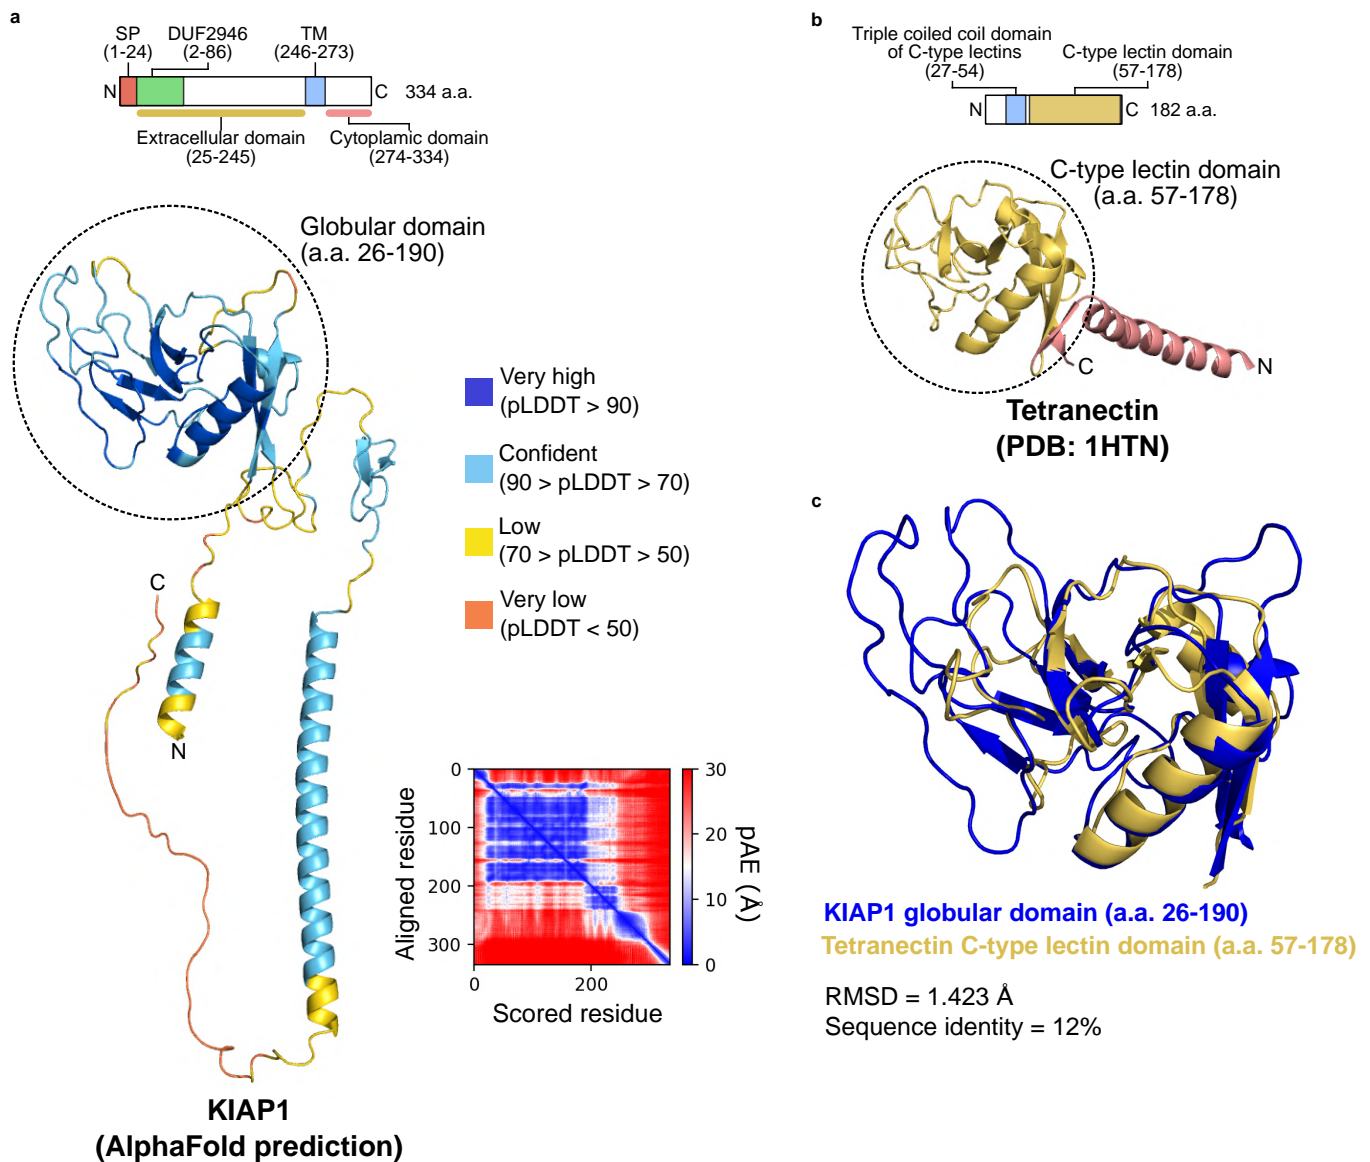 a
SP
(1-24)
DUF2946
(2-86)
TM
(246-273)
N
C
334 a.a.
Extracellular domain
(25-245)
Cytoplamic domain
(274-334)
Globular domain
(a.a. 26-190)
Very high
(pLDDT > 90)
Confident
(90 > pLDDT > 70)
Low
(70 > pLDDT > 50)
Very low
(pLDDT < 50)
C
N
0
100
200
300
0
200
Aligned residue
Scored residue
30
20
10
0
pAE (Å)
KIAP1
(AlphaFold prediction)
b
Triple coiled coil domain
of C-type lectins
(27-54)
C-type lectin domain
(57-178)
N
C
182 a.a.
C-type lectin domain
(a.a. 57-178)
C
N
Tetranectin
(PDB: 1HTN)
c
KIAP1 globular domain (a.a. 26-190)
Tetranectin C-type lectin domain (a.a. 57-178)
RMSD = 1.423 Å
Sequence identity = 12%